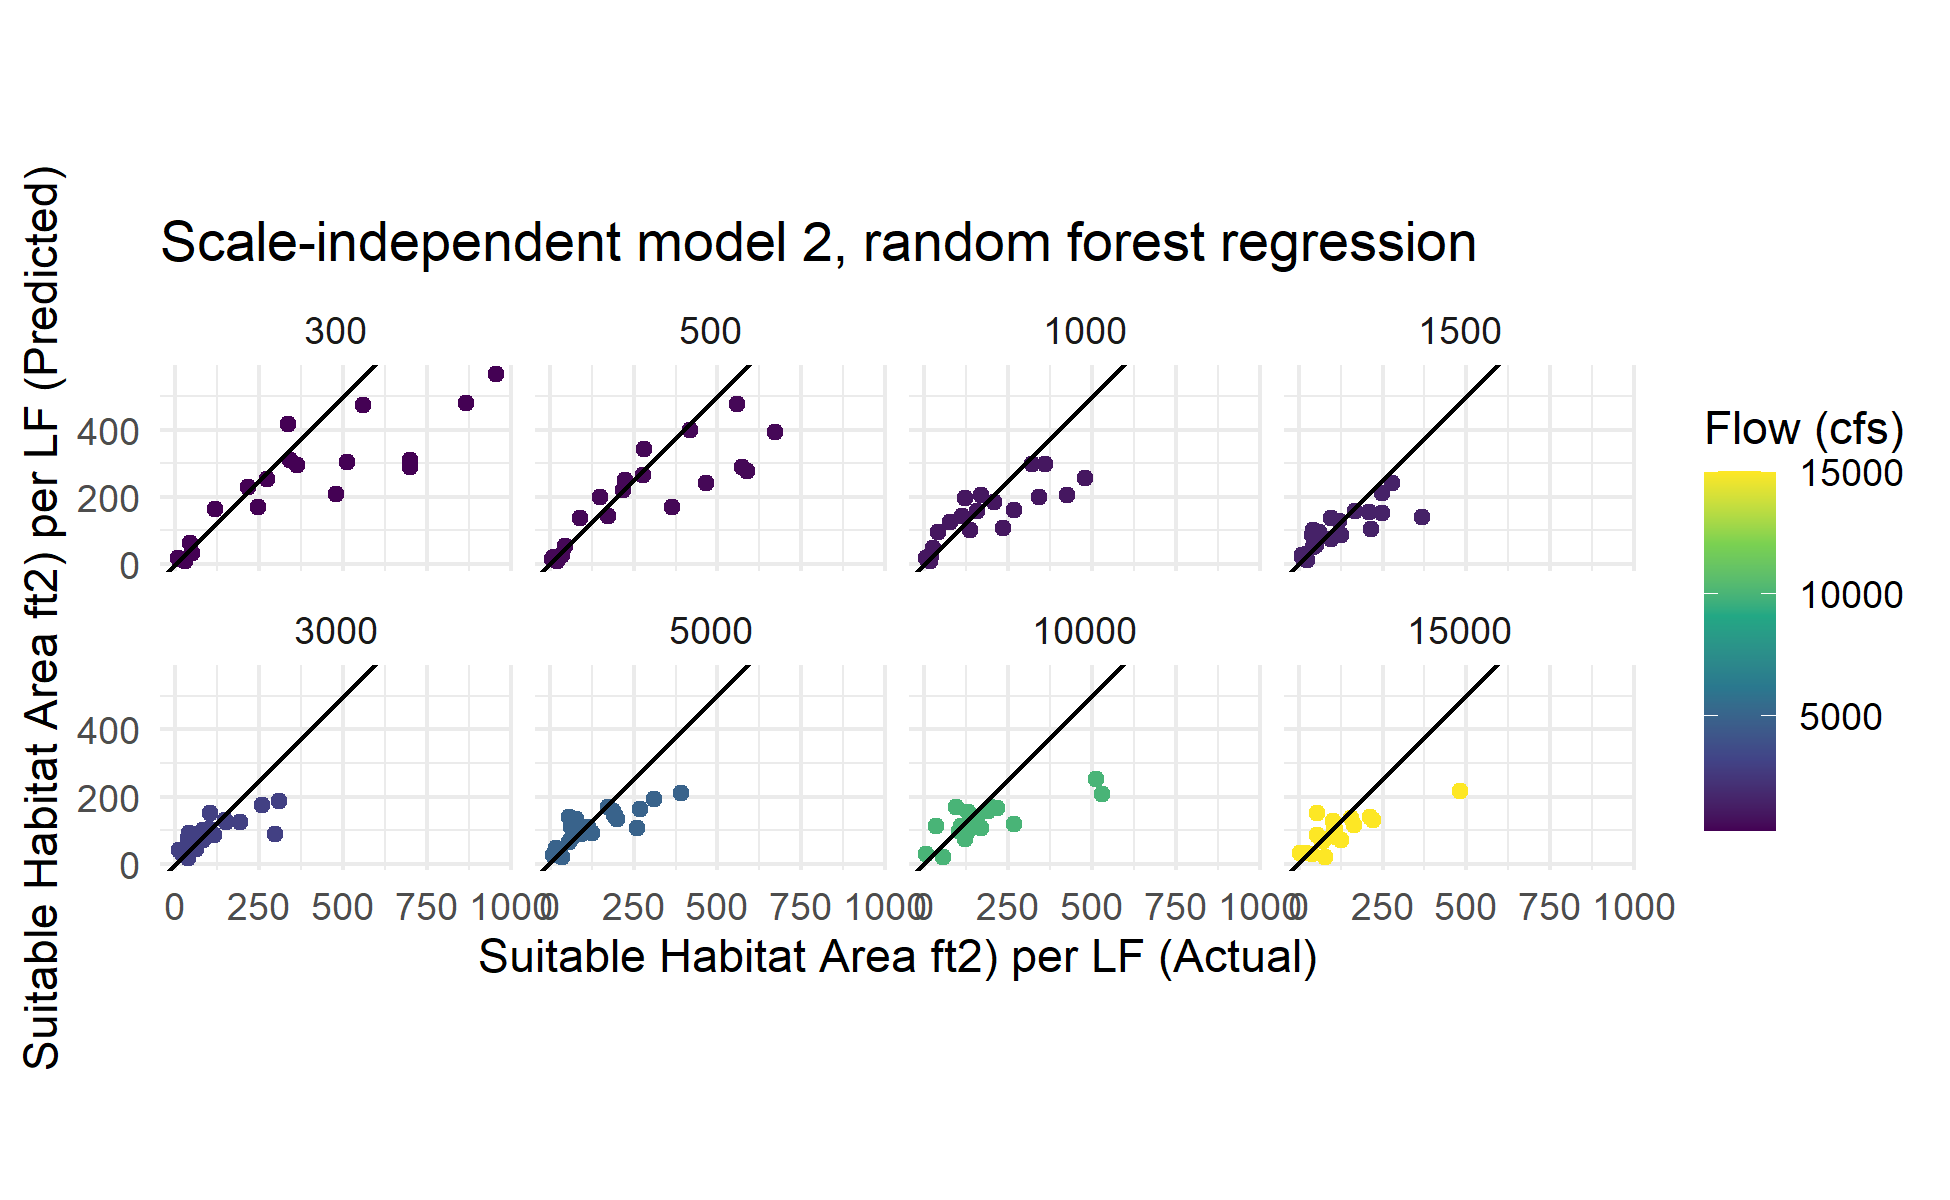 Scale-independent model 2, random forest regression
Suitable Habitat Area ft2) per LF (Predicted)
300
500
1000
1500
400
200
0
3000
5000
10000
15000
400
200
0
0 250 500 750 1000
0 250 500 750 1000
0 250 500 750 1000
0 250 500 750 1000
Suitable Habitat Area ft2) per LF (Actual)
Flow (cfs)
15000
10000
5000